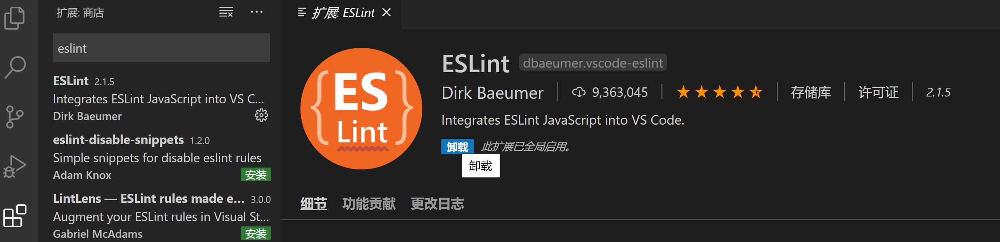 扩展: 商店
eslint
ESLint 2.1.5
Integrates ESLint JavaScript into VS C...
Dirk Baeumer
eslint-disable-snippets 1.2.0
Simple snippets for disable eslint rules
Adam Knox 安装
LintLens — ESLint rules made e... 3.0.0
Augment your ESLint rules in Visual St...
Gabriel McAdams 安装
扩展: ESLint
ES
Lint
ESLint dbaeumer.vscode-eslint
Dirk Baeumer 9,363,045 存储库 许可证 2.1.5
Integrates ESLint JavaScript into VS Code.
卸载 此扩展已全局启用。
卸载
细节 功能贡献 更改日志